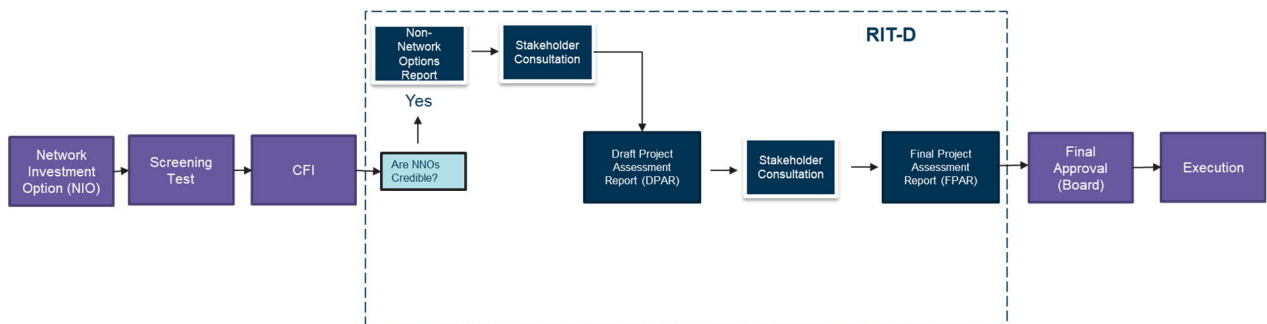 RIT-D
Non-
Network
Options
Report
Stakeholder
Consultation
Yes
Network
Investment
Option (NIO)
Screening
Test
CFI
Are NNOs
Credible?
Draft Project
Assessment
Report (DPAR)
Stakeholder
Consultation
Final Project
Assessment
Report (FPAR)
Final
Approval
(Board)
Execution